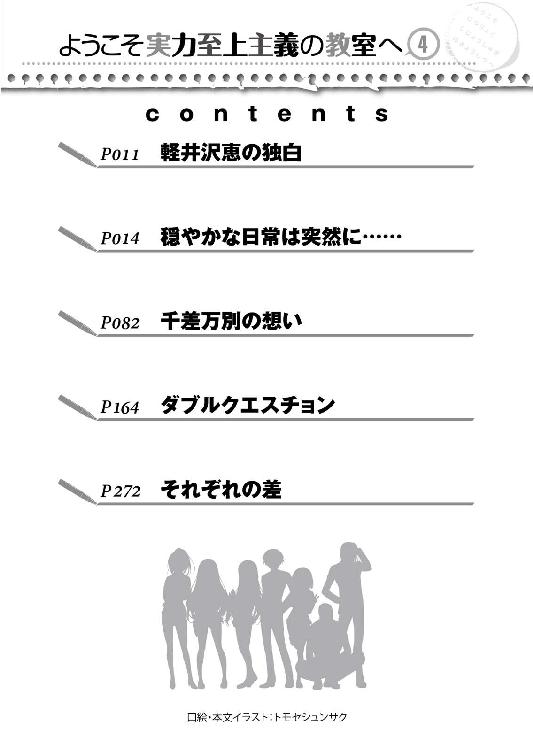 ようこそ実力至上主義の教室へ④
contents
P011 軽井沢恵の独白
P014 穏やかな日常は突然に……
P082 千差万別の想い
P164 ダブルクエスチョン
P272 それぞれの差
口絵・本文イラスト:トモセシュンサク